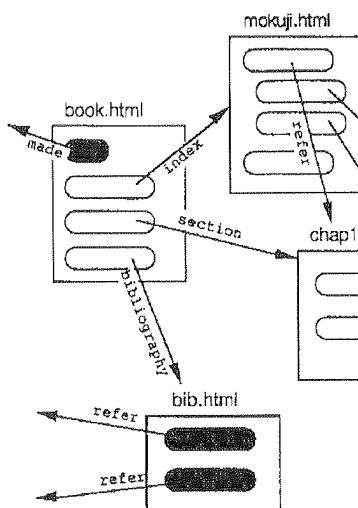 mokuji.html
book.html
made
index
refer
section
chap1
bibliography
bib.html
refer
refer